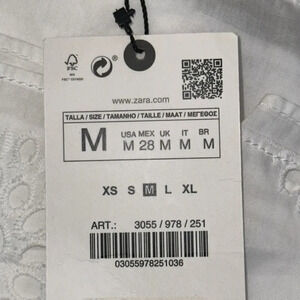 FSC
www.zara.com
TALLA / SIZE / TAMANHO / TAILLE / MAAT / ΜΕΓΕΘΟΣ
M
USA MEX UK IT BR
M 28 M M M
XS S M L XL
ART.: 3055 / 978 / 251
03055978251036